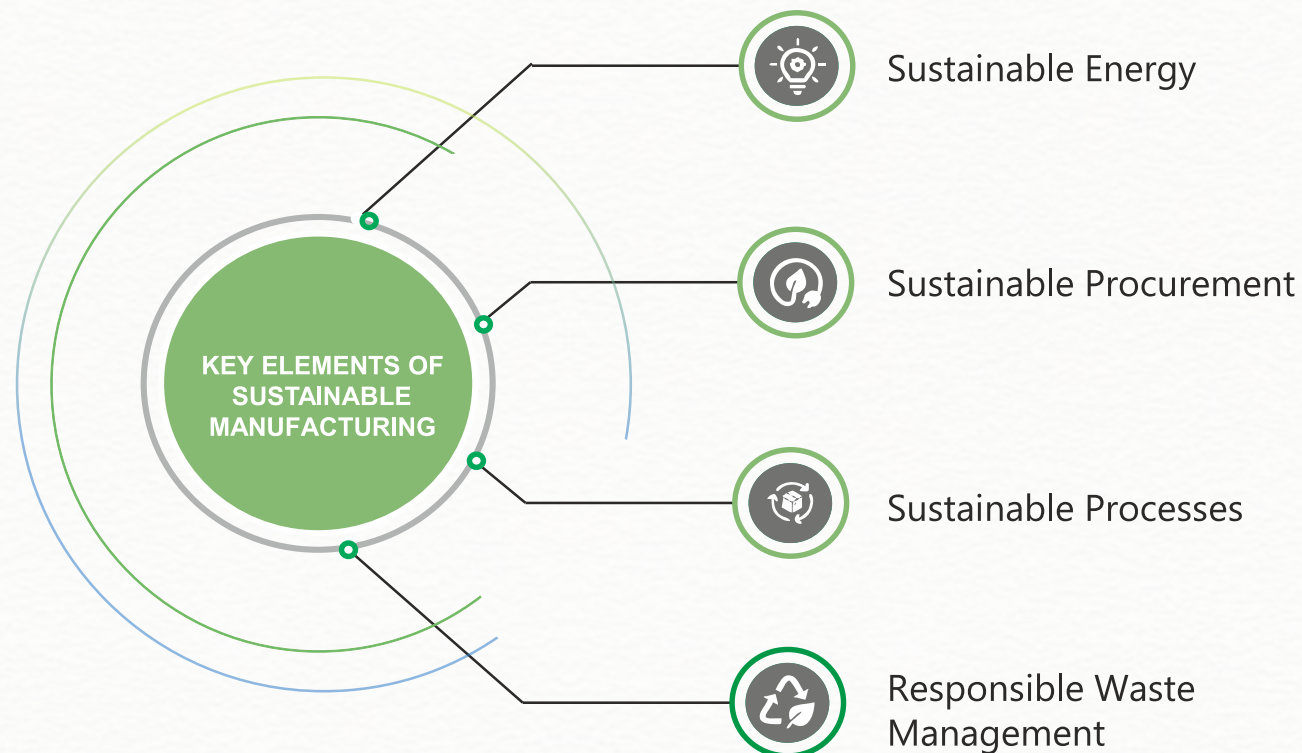 KEY ELEMENTS OF
SUSTAINABLE
MANUFACTURING
Sustainable Energy
Sustainable Procurement
Sustainable Processes
Responsible Waste
Management